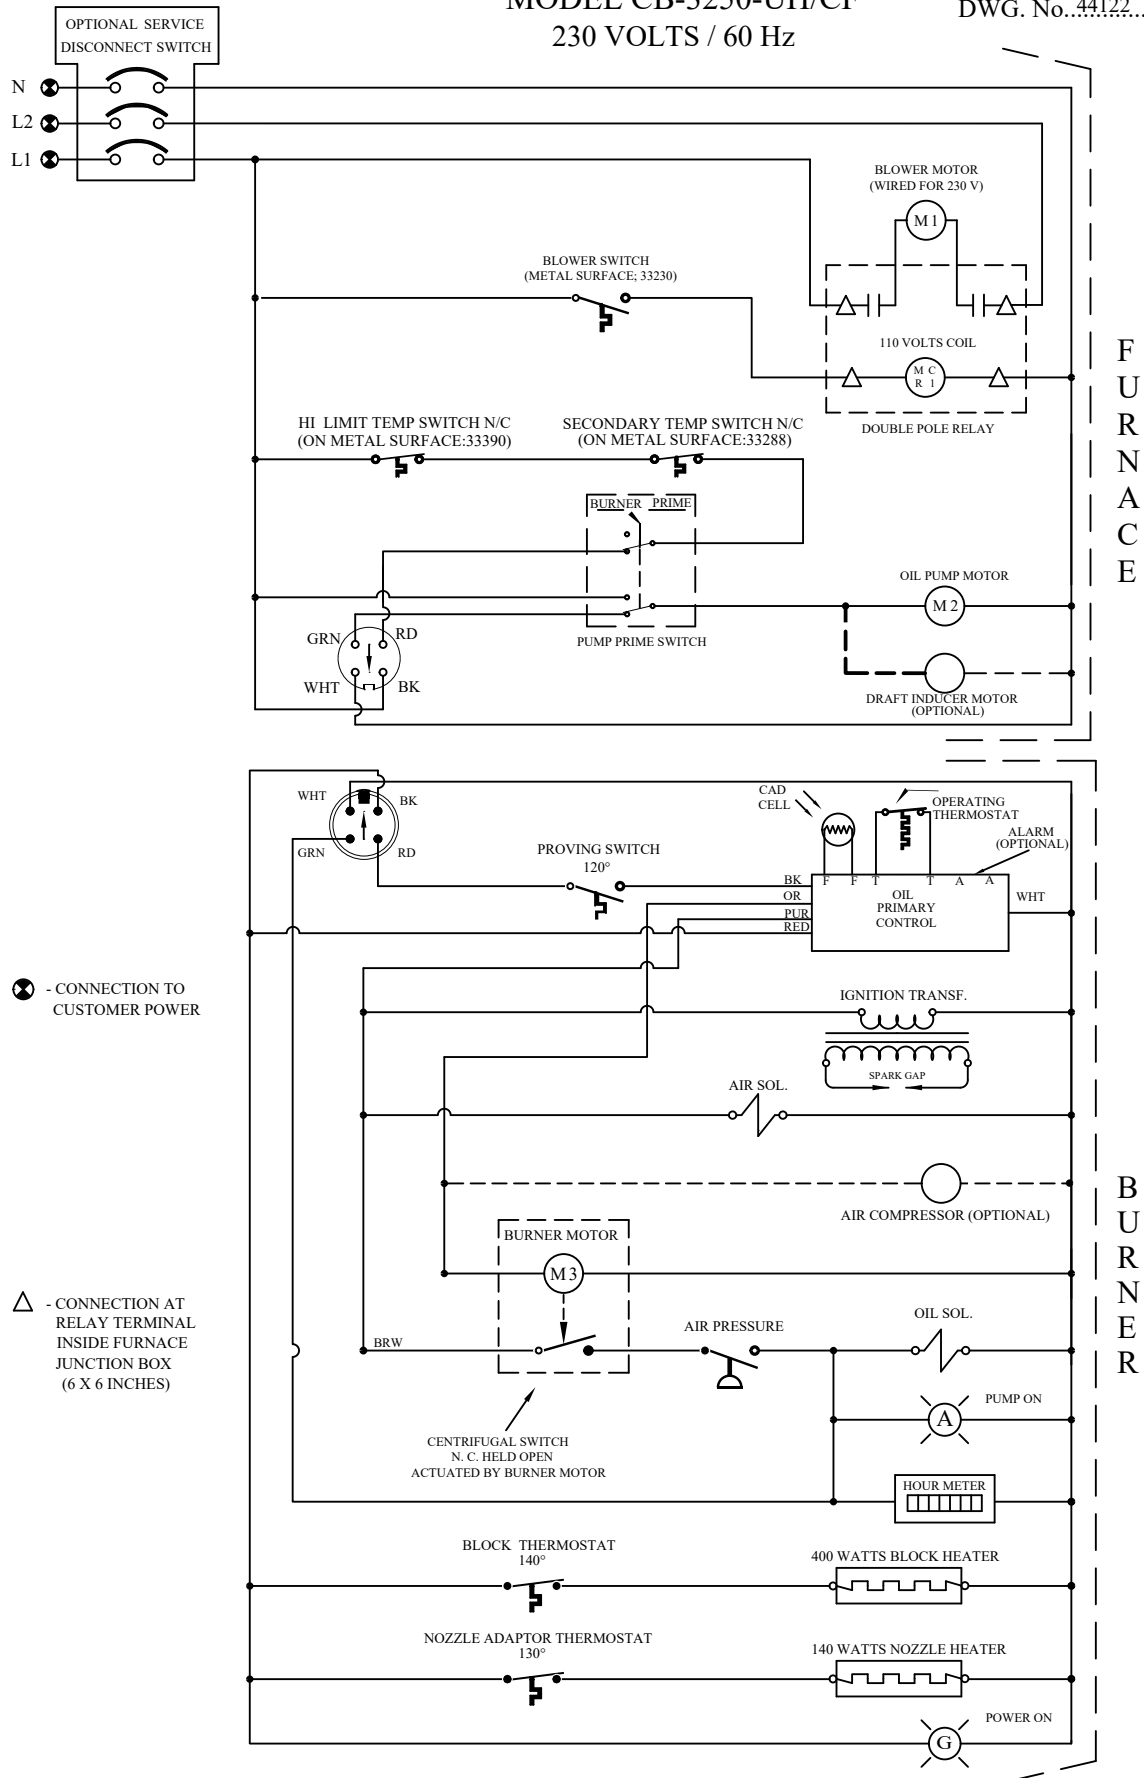 MODEL CB-3250-UH/CF
DWG. No.
44122
230 VOLTS / 60 Hz
OPTIONAL SERVICE
DISCONNECT SWITCH
N
L2
L1
BLOWER MOTOR
(WIRED FOR 230 V)
M 1
BLOWER SWITCH
(METAL SURFACE; 33230)
110 VOLTS COIL
M C
R 1
DOUBLE POLE RELAY
HI LIMIT TEMP SWITCH N/C
(ON METAL SURFACE:33390)
SECONDARY TEMP SWITCH N/C
(ON METAL SURFACE:33288)
BURNER PRIME
PUMP PRIME SWITCH
OIL PUMP MOTOR
M 2
DRAFT INDUCER MOTOR
(OPTIONAL)
GRN
RD
WHT
BK
FURNACE
WHT
BK
GRN
RD
PROVING SWITCH
120°
CAD
CELL
OPERATING
THERMOSTAT
ALARM
(OPTIONAL)
BK
OR
PUR
RED
F F T T A A
OIL
PRIMARY
CONTROL
WHT
- CONNECTION TO
CUSTOMER POWER
IGNITION TRANSF.
SPARK GAP
AIR SOL.
AIR COMPRESSOR (OPTIONAL)
BURNER MOTOR
M 3
BRW
AIR PRESSURE
OIL SOL.
CENTRIFUGAL SWITCH
N. C. HELD OPEN
ACTUATED BY BURNER MOTOR
PUMP ON
A
HOUR METER
BURNER
- CONNECTION AT
RELAY TERMINAL
INSIDE FURNACE
JUNCTION BOX
(6 X 6 INCHES)
BLOCK THERMOSTAT
140°
400 WATTS BLOCK HEATER
NOZZLE ADAPTOR THERMOSTAT
130°
140 WATTS NOZZLE HEATER
POWER ON
G